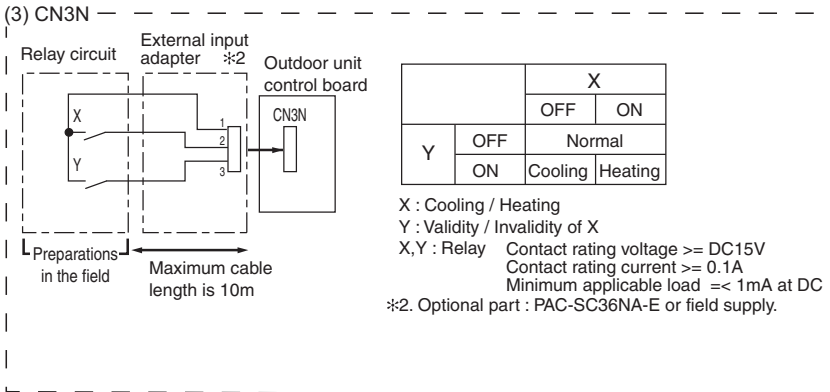 (3) CN3N
Relay circuit
External input
adapter ✻2
Outdoor unit
control board
X
Y
1
2
3
CN3N
Preparations
in the field
Maximum cable
length is 10m
X
OFF ON
Y OFF Normal
ON Cooling Heating
X : Cooling / Heating
Y : Validity / Invalidity of X
X,Y : Relay Contact rating voltage >= DC15V
Contact rating current >= 0.1A
Minimum applicable load =< 1mA at DC
✻2. Optional part : PAC-SC36NA-E or field supply.